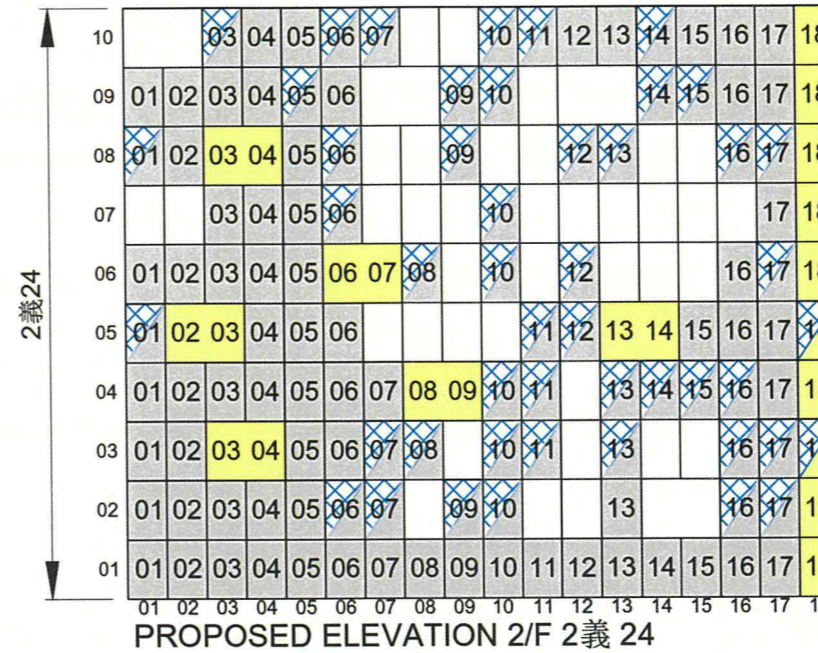 10 03 04 05 06 07 10 11 12 13 14 15 16 17 18
09 01 02 03 04 05 06 09 10 14 15 16 17 18
08 01 02 03 04 05 06 09 12 13 16 17 18
07 03 04 05 06 10 17 18
06 01 02 03 04 05 06 07 08 10 12 16 17 18
2義24
05 01 02 03 04 05 06 11 12 13 14 15 16 17 1
04 01 02 03 04 05 06 07 08 09 10 11 13 14 15 16 17 1
03 01 02 03 04 05 06 07 08 10 11 13 16 17 1
02 01 02 03 04 05 06 07 09 10 13 16 17 1
01 01 02 03 04 05 06 07 08 09 10 11 12 13 14 15 16 17 1
01 02 03 04 05 06 07 08 09 10 11 12 13 14 15 16 17 1
PROPOSED ELEVATION 2/F 2義 24